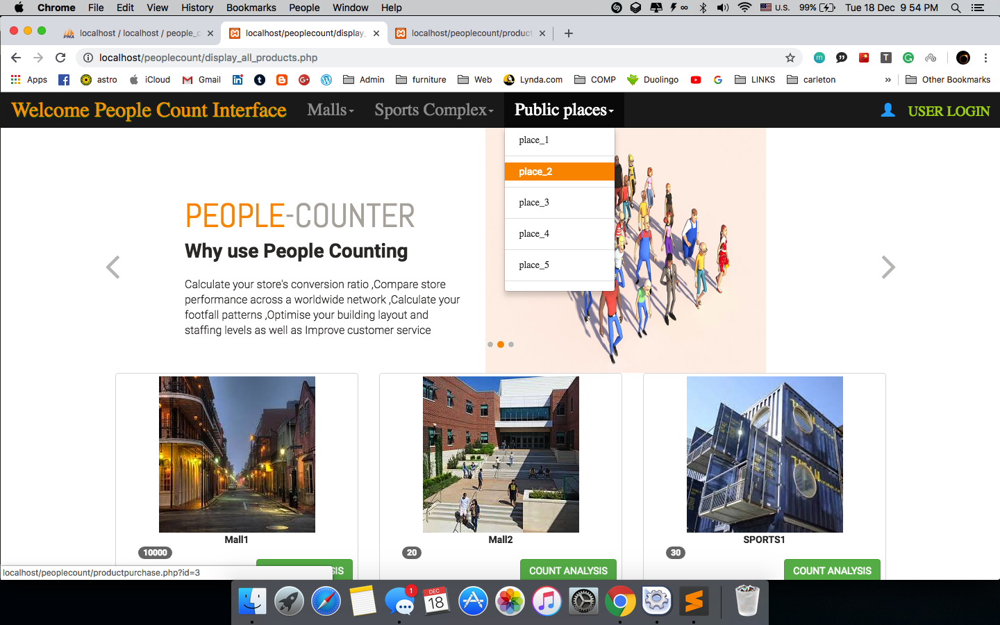 Chrome File Edit View History Bookmarks People Window Help U.S. 99% Tue 18 Dec 9 54 PM
localhost / localhost / people_c localhost/peoplecount/display_ localhost/peoplecount/product
localhost/peoplecount/display_all_products.php
Apps astro iCloud Gmail Admin furniture Web Lynda.com COMP Duolingo LINKS carleton » Other Bookmarks
Welcome People Count Interface Malls Sports Complex Public places USER LOGIN
place_1
place_2
place_3
place_4
place_5
PEOPLE-COUNTER
Why use People Counting
Calculate your store's conversion ratio ,Compare store
performance across a worldwide network ,Calculate your
footfall patterns ,Optimise your building layout and
staffing levels as well as Improve customer service
Mall1 Mall2 SPORTS1
10000 20 30
SIS COUNT ANALYSIS COUNT ANALYSIS
localhost/peoplecount/productpurchase.php?id=3
1
DEC
18